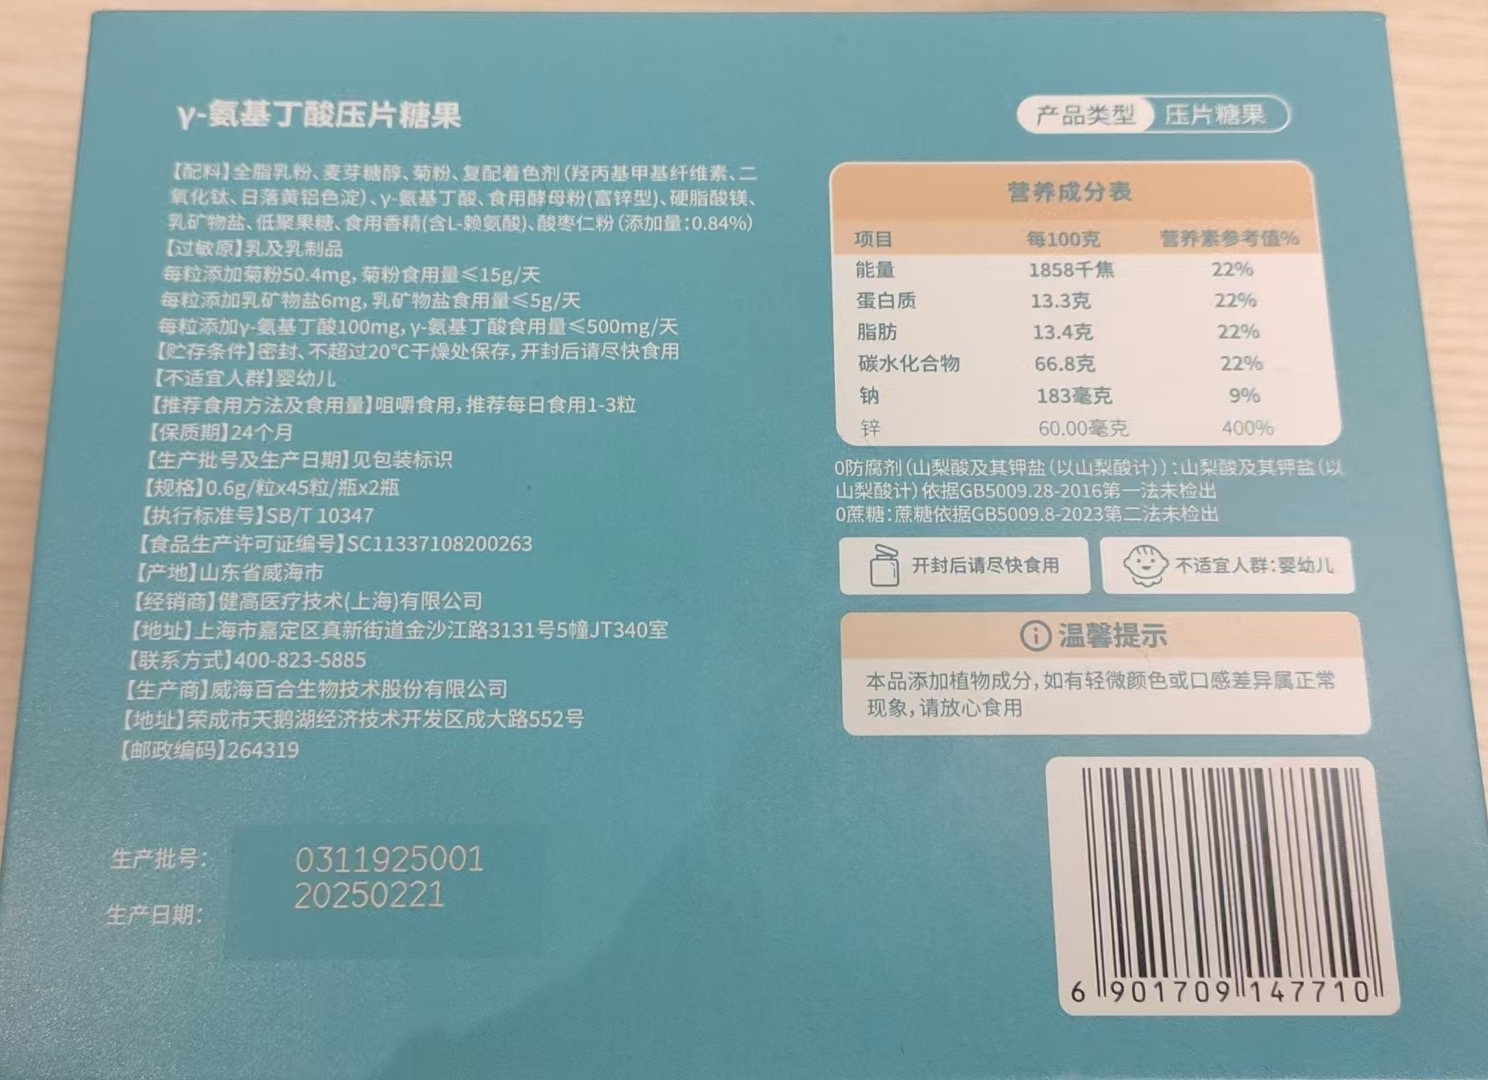 γ-氨基丁酸压片糖果
【配料】全脂乳粉、麦芽糖醇、菊粉、复配着色剂(羟丙基甲基纤维素、二
氧化钛、日落黄铝色淀)、γ-氨基丁酸、食用酵母粉(富锌型)、硬脂酸镁、
乳矿物盐、低聚果糖、食用香精(含L-赖氨酸)、酸枣仁粉(添加量:0.84%)
【过敏原】乳及乳制品
每粒添加菊粉50.4mg,菊粉食用量≤15g/天
每粒添加乳矿物盐6mg,乳矿物盐食用量≤5g/天
每粒添加γ-氨基丁酸100mg,γ-氨基丁酸食用量≤500mg/天
【贮存条件】密封、不超过20℃干燥处保存,开封后请尽快食用
【不适宜人群】婴幼儿
【推荐食用方法及食用量】咀嚼食用,推荐每日食用1-3粒
【保质期】24个月
【生产批号及生产日期】见包装标识
【规格】0.6g/粒x45粒/瓶x2瓶
【执行标准号】SB/T 10347
【食品生产许可证编号】SC11337108200263
【产地】山东省威海市
【经销商】健高医疗技术(上海)有限公司
【地址】上海市嘉定区真新街道金沙江路3131号5幢JT340室
【联系方式】400-823-5885
【生产商】威海百合生物技术股份有限公司
【地址】荣成市天鹅湖经济技术开发区成大路552号
【邮政编码】264319
生产批号: 0311925001
20250221
生产日期:
产品类型 压片糖果
营养成分表
项目 每100克 营养素参考值%
能量 1858千焦 22%
蛋白质 13.3克 22%
脂肪 13.4克 22%
碳水化合物 66.8克 22%
钠 183毫克 9%
锌 60.00毫克 400%
0防腐剂(山梨酸及其钾盐(以山梨酸计)):山梨酸及其钾盐(以
山梨酸计)依据GB5009.28-2016第一法未检出
0蔗糖:蔗糖依据GB5009.8-2023第二法未检出
开封后请尽快食用 不适宜人群:婴幼儿
温馨提示
本品添加植物成分,如有轻微颜色或口感差异属正常
现象,请放心食用
6 901709 147710